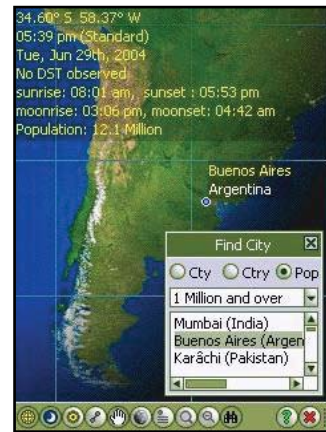 34.60° S 58.37° W
05:39 pm (Standard)
Tue, Jun 29th, 2004
No DST observed
sunrise: 08:01 am, sunset : 05:53 pm
moonrise: 03:06 pm, moonset: 04:42 am
Population: 12.1 Million
Buenos Aires
Argentina
Find City
Cty Ctry Pop
1 Million and over
Mumbai (India)
Buenos Aires (Argen
Karâchi (Pakistan)
?